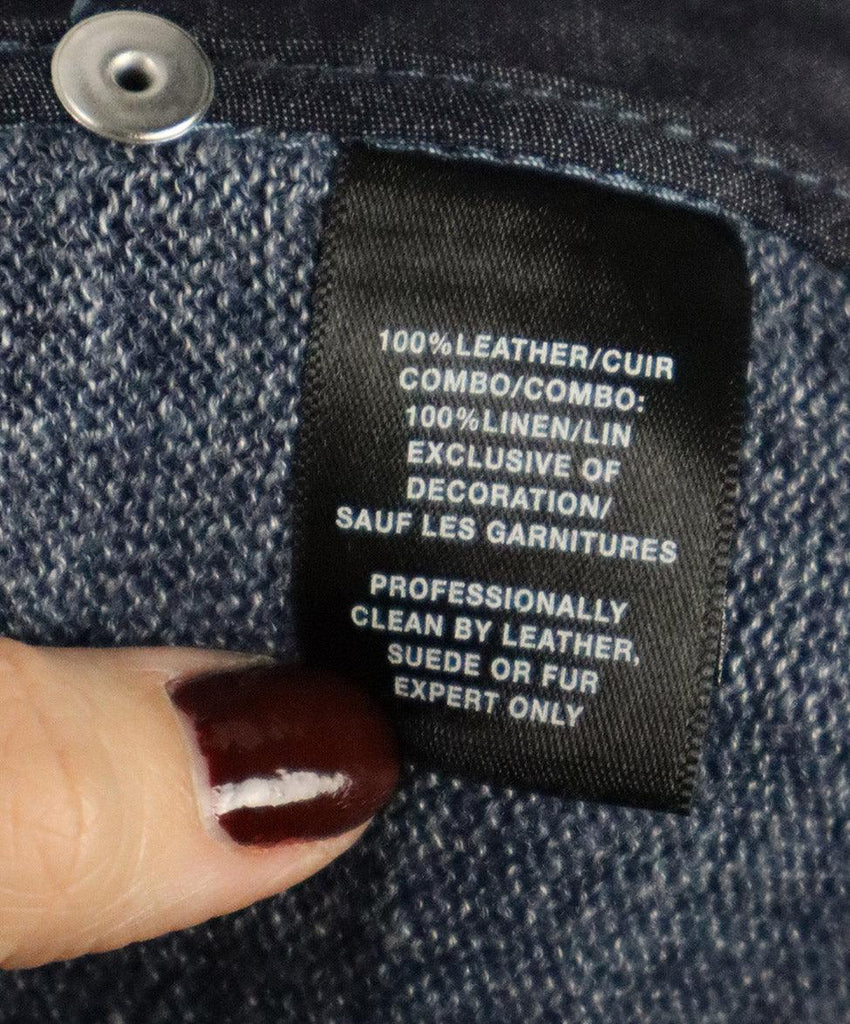 100%LEATHER/CUIR
COMBO/COMBO:
100%LINEN/LIN
EXCLUSIVE OF
DECORATION/
SAUF LES GARNITURES
PROFESSIONALLY
CLEAN BY LEATHER,
SUEDE OR FUR
EXPERT ONLY